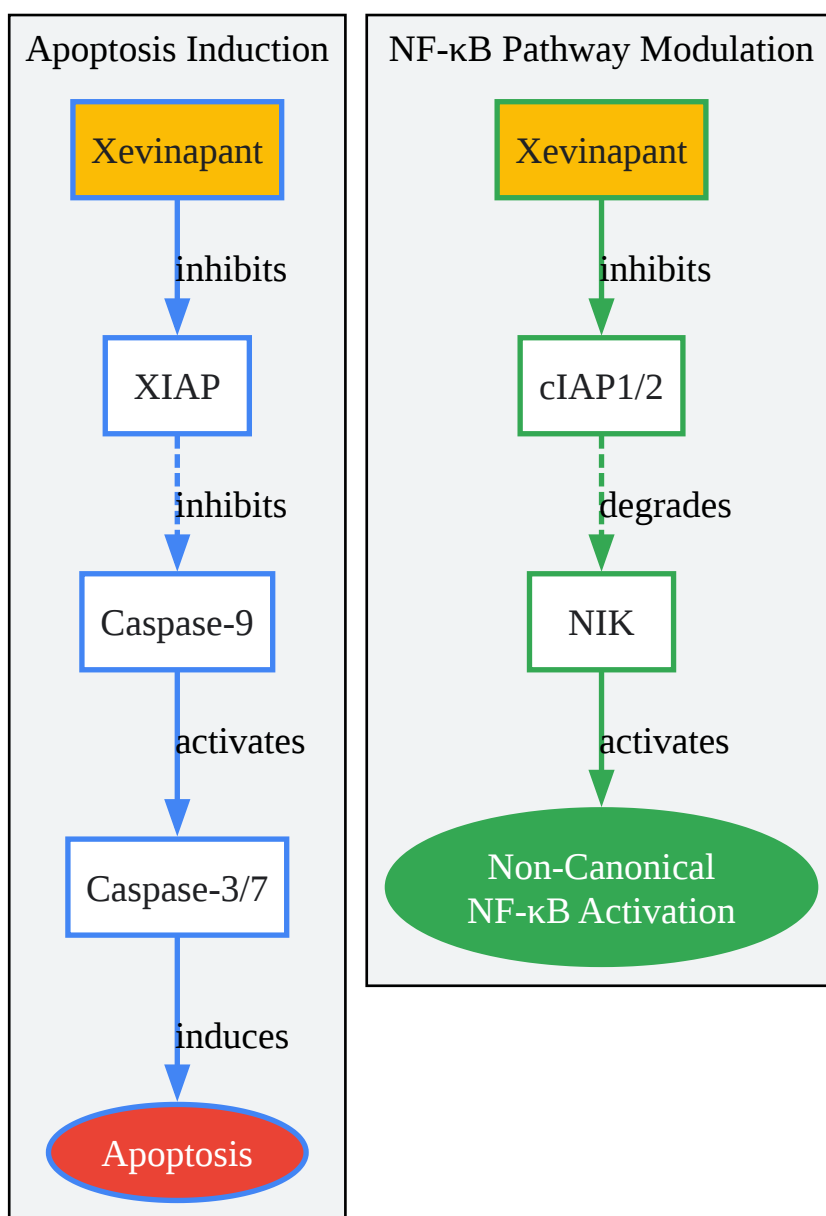 Apoptosis Induction
Xevinapant
inhibits
XIAP
inhibits
Caspase-9
activates
Caspase-3/7
induces
Apoptosis
NF-κB Pathway Modulation
Xevinapant
inhibits
cIAP1/2
degrades
NIK
activates
Non-Canonical
NF-κB Activation